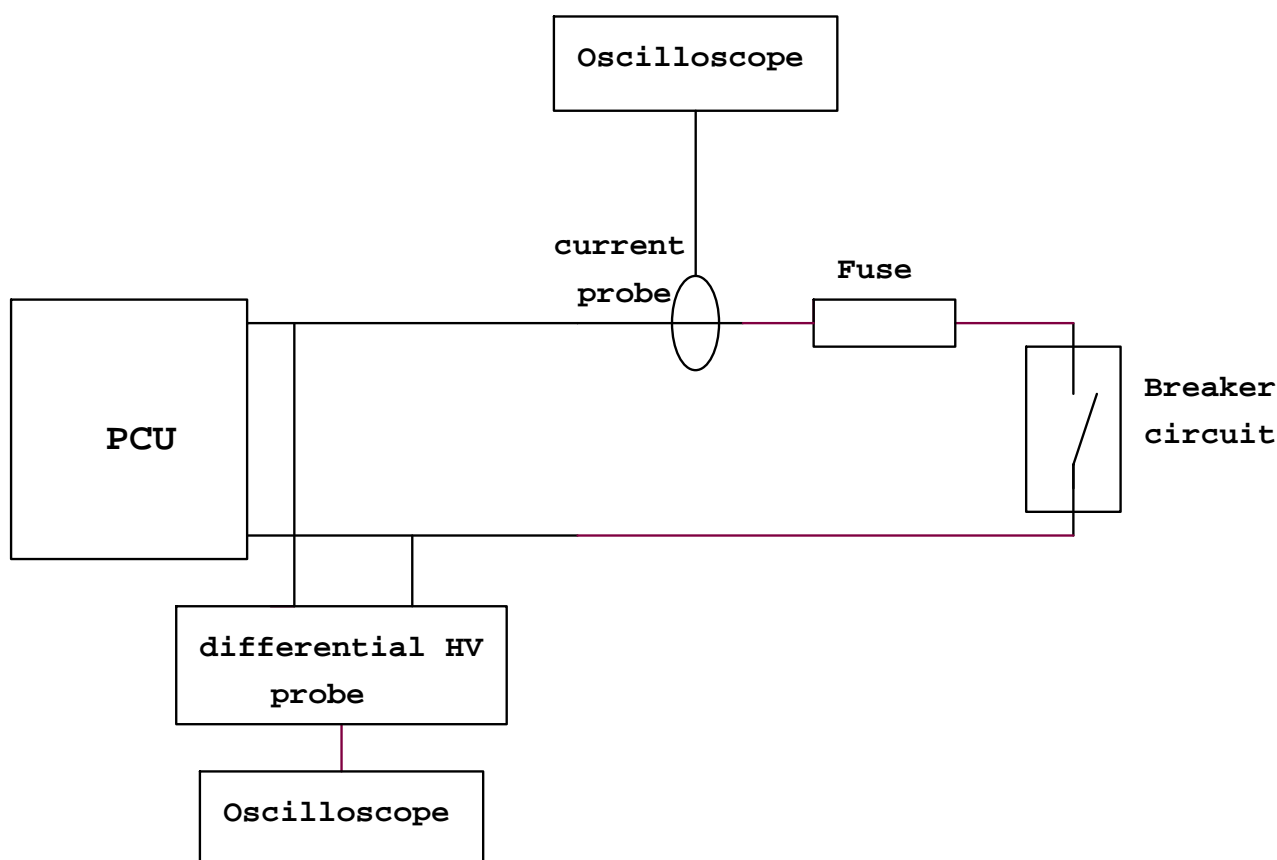 Oscilloscope
current
probe
Fuse
Breaker
circuit
PCU
differential HV
probe
Oscilloscope